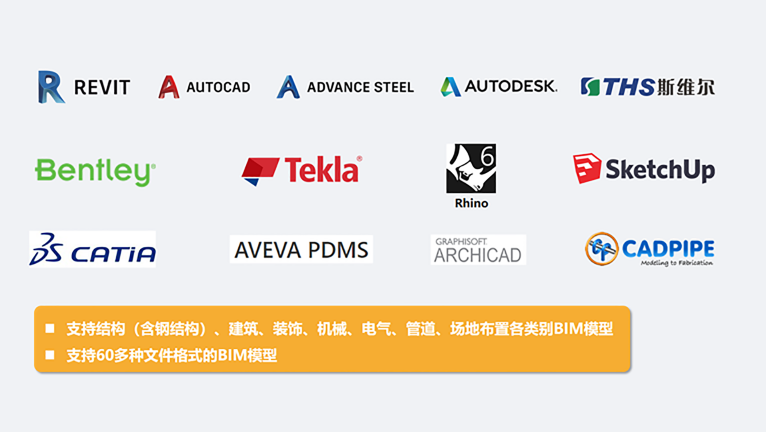 REVIT
AUTOCAD
ADVANCE STEEL
AUTODESK.
THS斯维尔
Bentley®
Tekla®
6
Rhino
SketchUp
3DS CATIA
AVEVA PDMS
GRAPHISOFT.
ARCHICAD
CADPIPE
Modeling to Fabrication
支持结构（含钢结构）、建筑、装饰、机械、电气、管道、场地布置各类别BIM模型
支持60多种文件格式的BIM模型